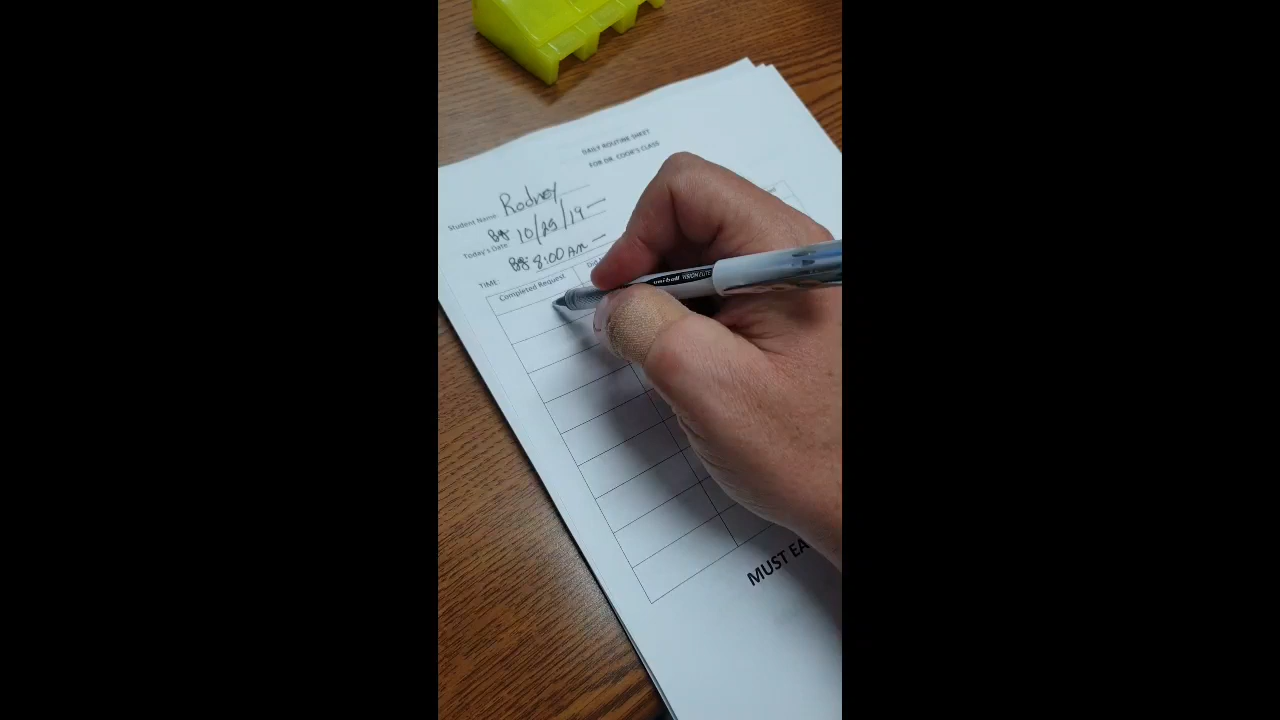 DAILY ROUTINE SHEET
FOR DR. COOK'S CLASS
Student Name: Rodney
Today's Date: 10/25/19
TIME: 8:00 AM
Completed Request
uni-ball VISION ELITE
MUST EA